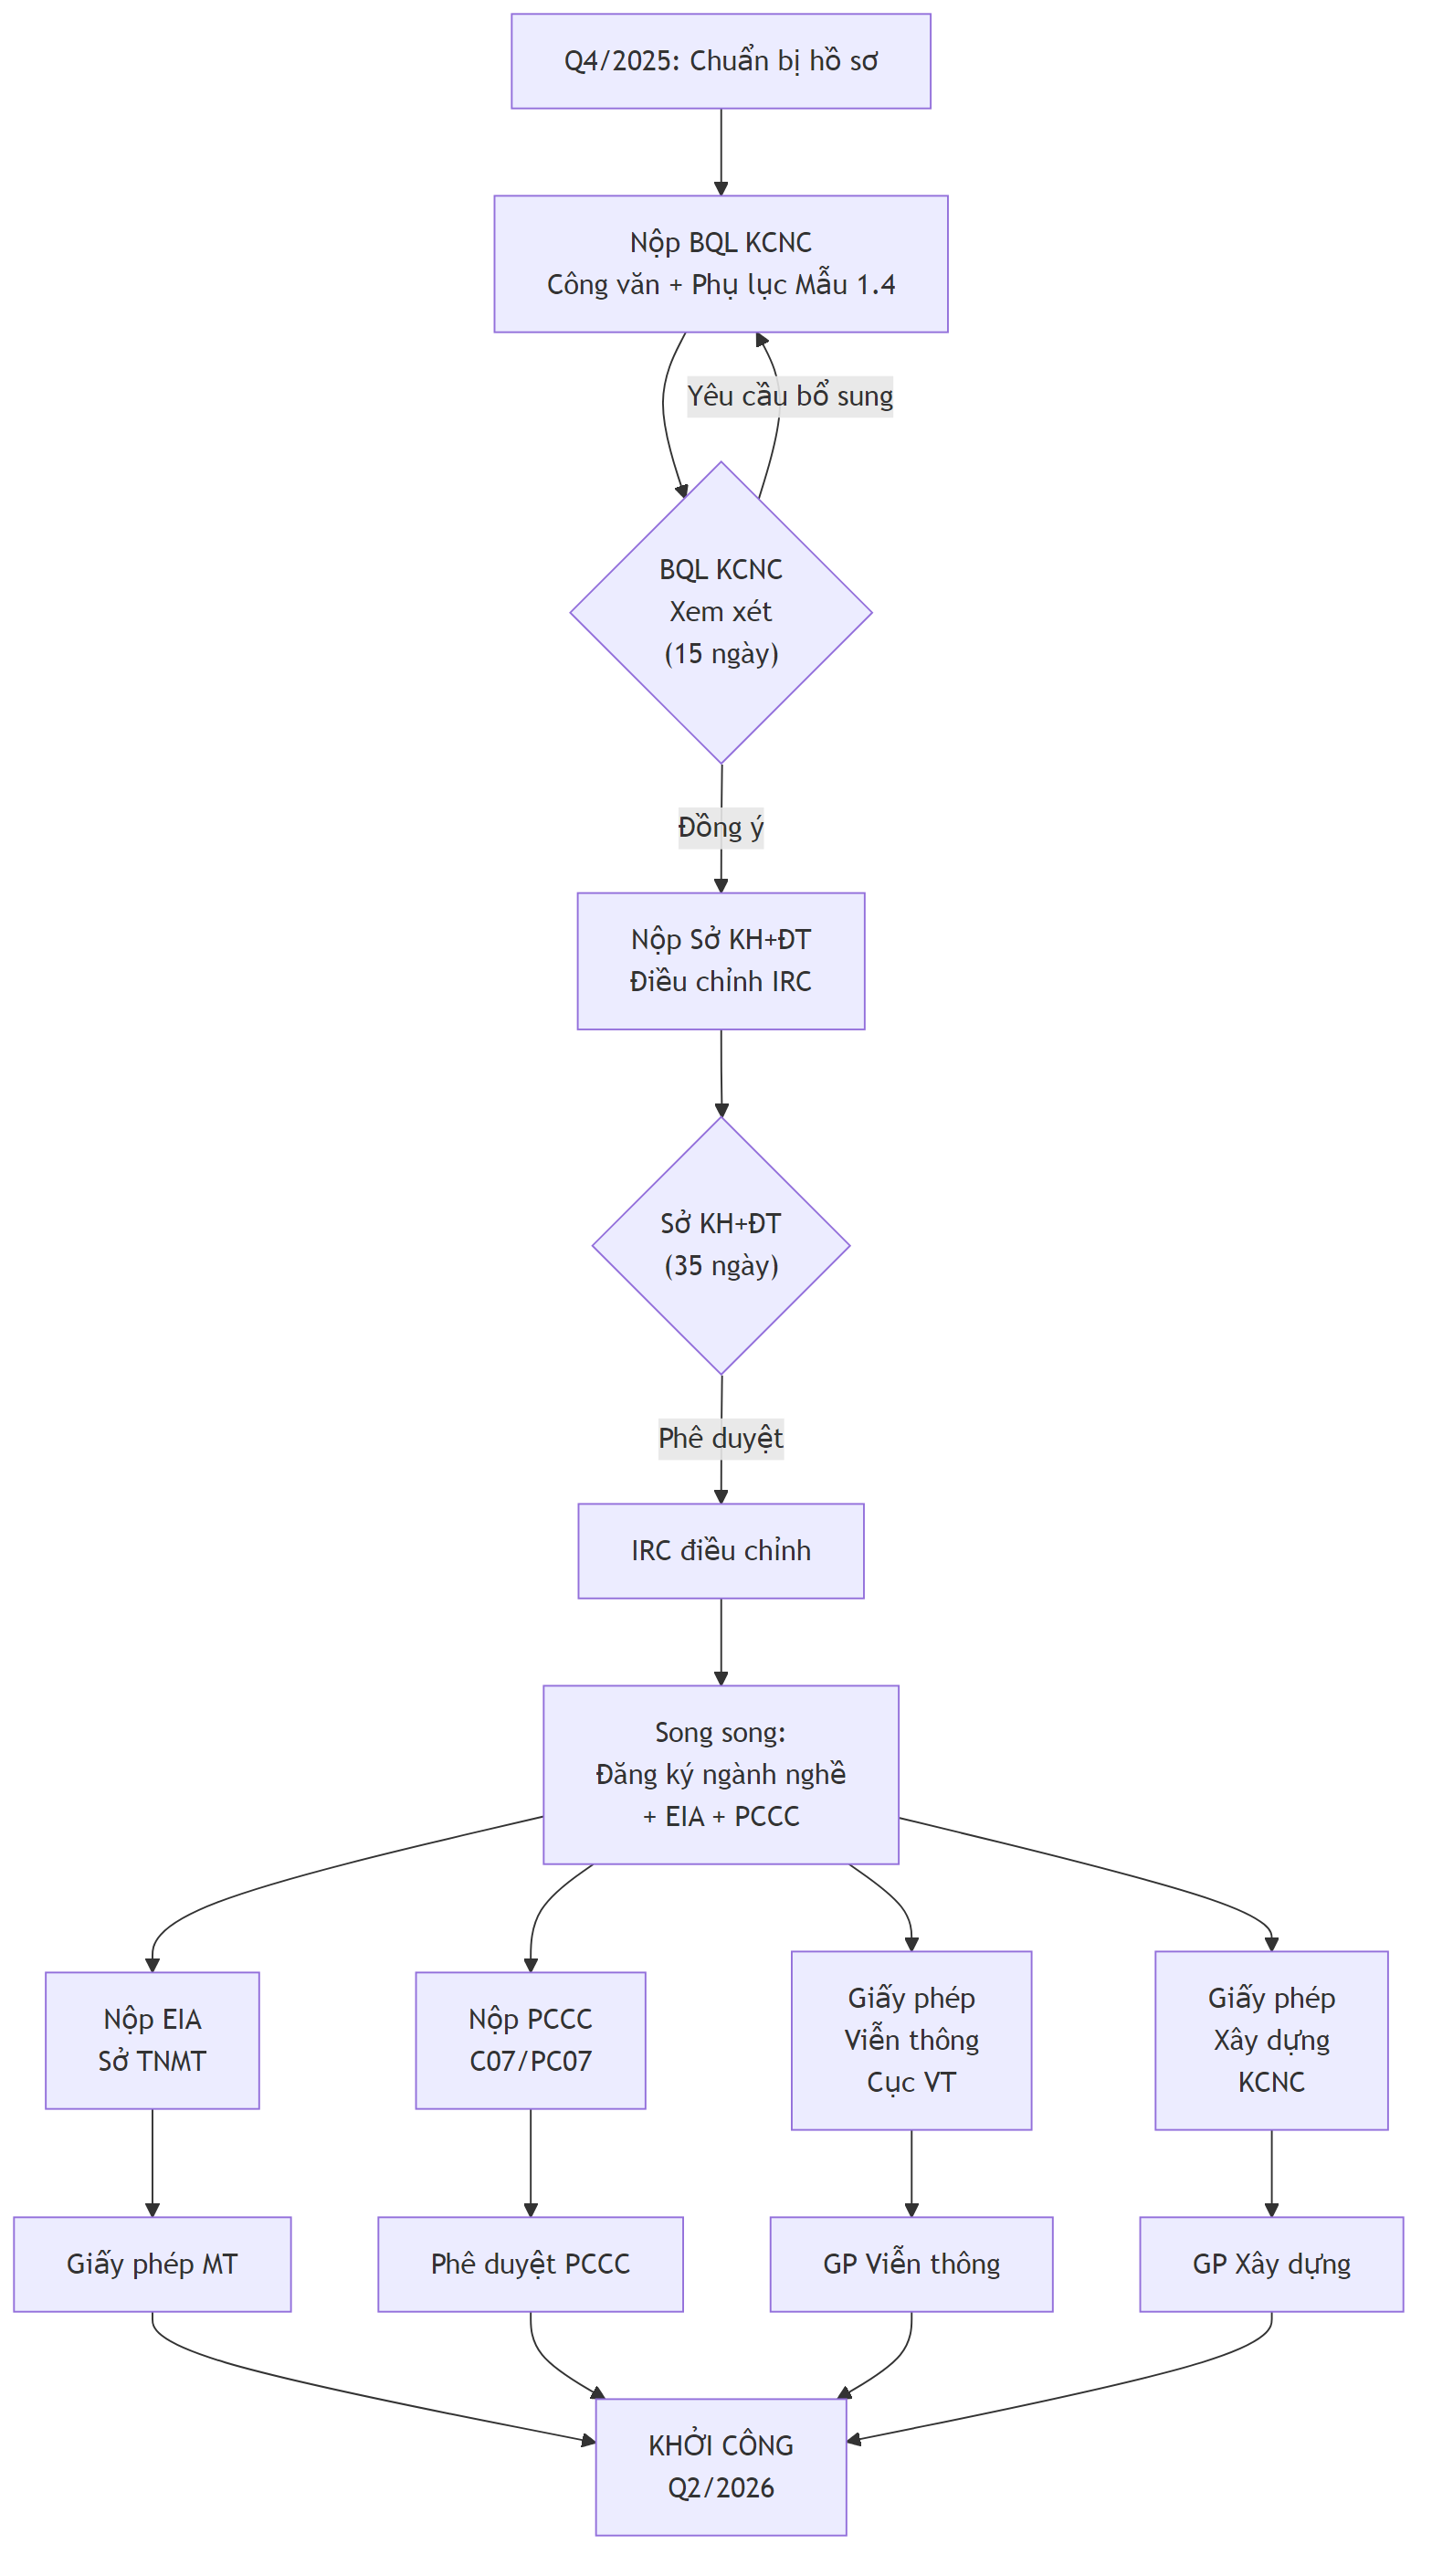 Q4/2025: Chuẩn bị hồ sơ
Nộp BQL KCNC
Công văn + Phụ lục Mẫu 1.4
Yêu cầu bổ sung
BQL KCNC
Xem xét
(15 ngày)
Đồng ý
Nộp Sở KH+ĐT
Điều chỉnh IRC
Sở KH+ĐT
(35 ngày)
Phê duyệt
IRC điều chỉnh
Song song:
Đăng ký ngành nghề
+ EIA + PCCC
Nộp EIA
Sở TNMT
Nộp PCCC
C07/PC07
Giấy phép
Viễn thông
Cục VT
Giấy phép
Xây dựng
KCNC
Giấy phép MT
Phê duyệt PCCC
GP Viễn thông
GP Xây dựng
KHỞI CÔNG
Q2/2026